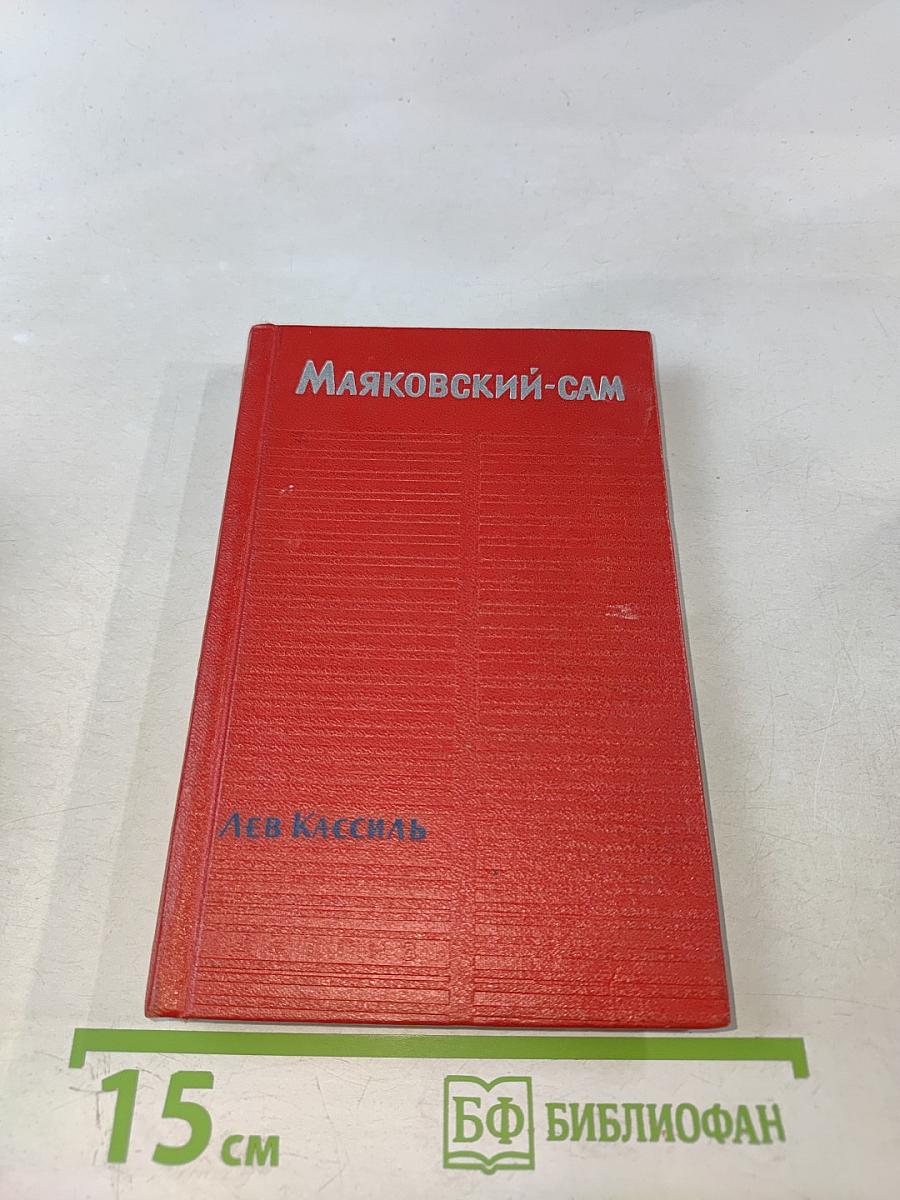 Маяковский-сам
Лев Кассиль
15 см
БФ БИБЛИОФАН